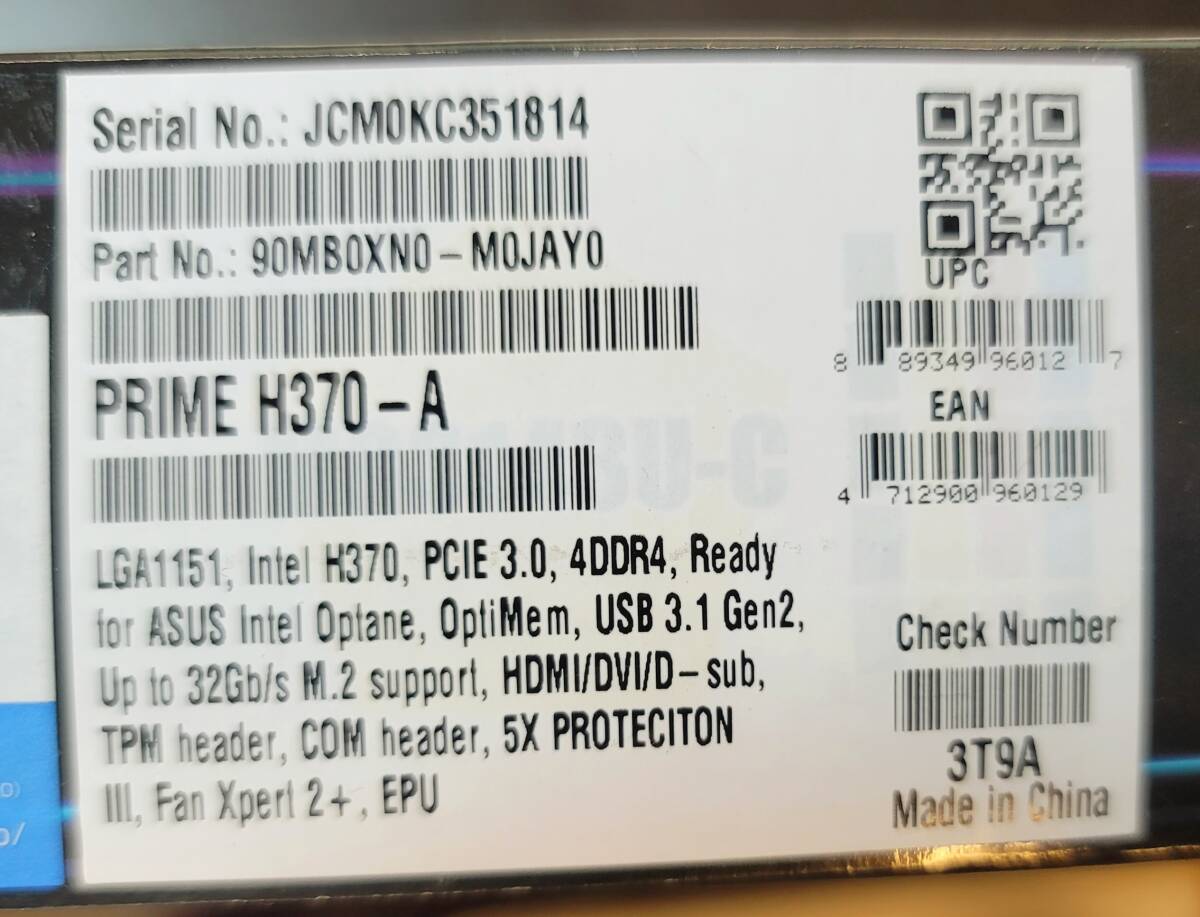 Serial No.: JCM0KC351814
Part No.: 90MB0XN0-M0JAY0
PRIME H370-A
LGA1151, Intel H370, PCIE 3.0, 4DDR4, Ready
for ASUS Intel Optane, OptiMem, USB 3.1 Gen2,
Up to 32Gb/s M.2 support, HDMI/DVI/D-sub,
TPM header, COM header, 5X PROTECITON
III, Fan Xpert 2+, EPU
UPC
8 89349 96012 7
EAN
4 712900 960129
Check Number
3T9A
Made in China